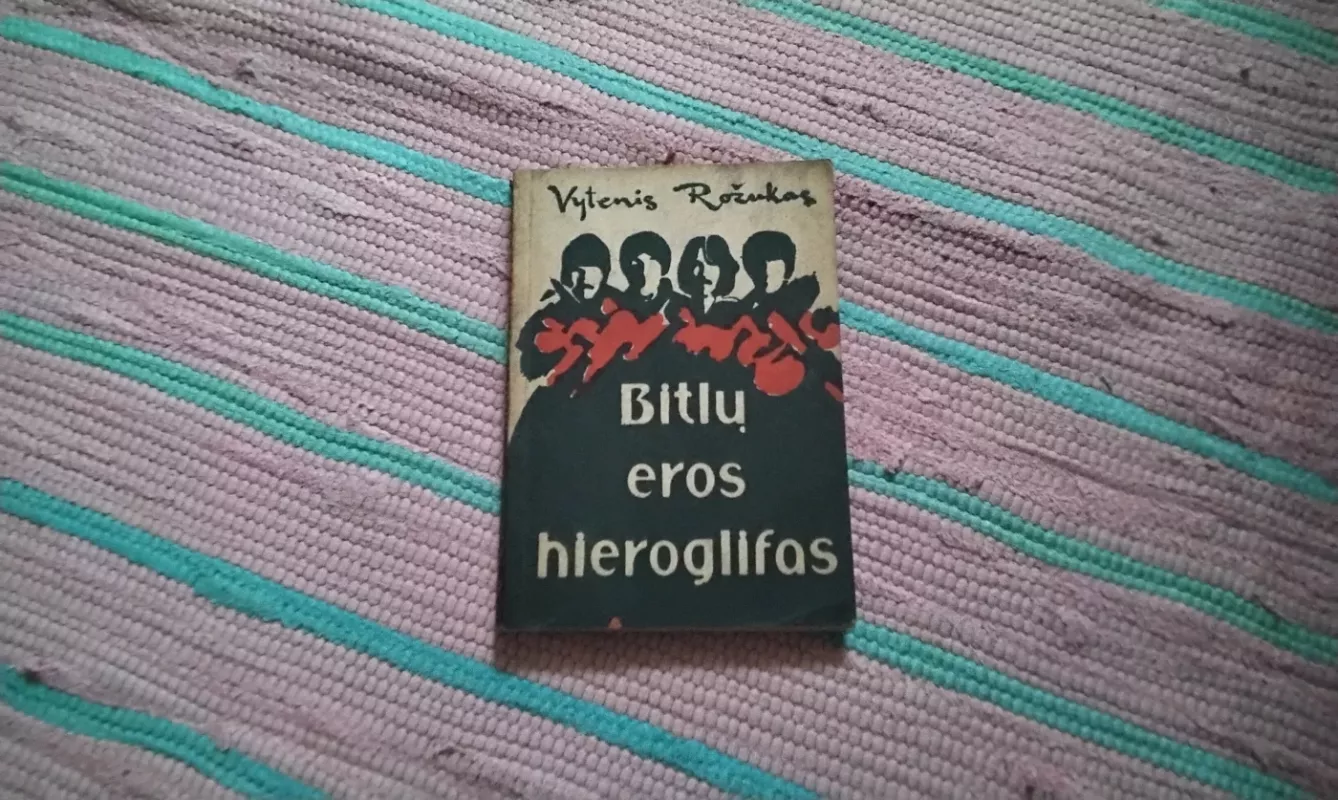 Vytenis Rožukas
Bitlų
eros
hieroglifas